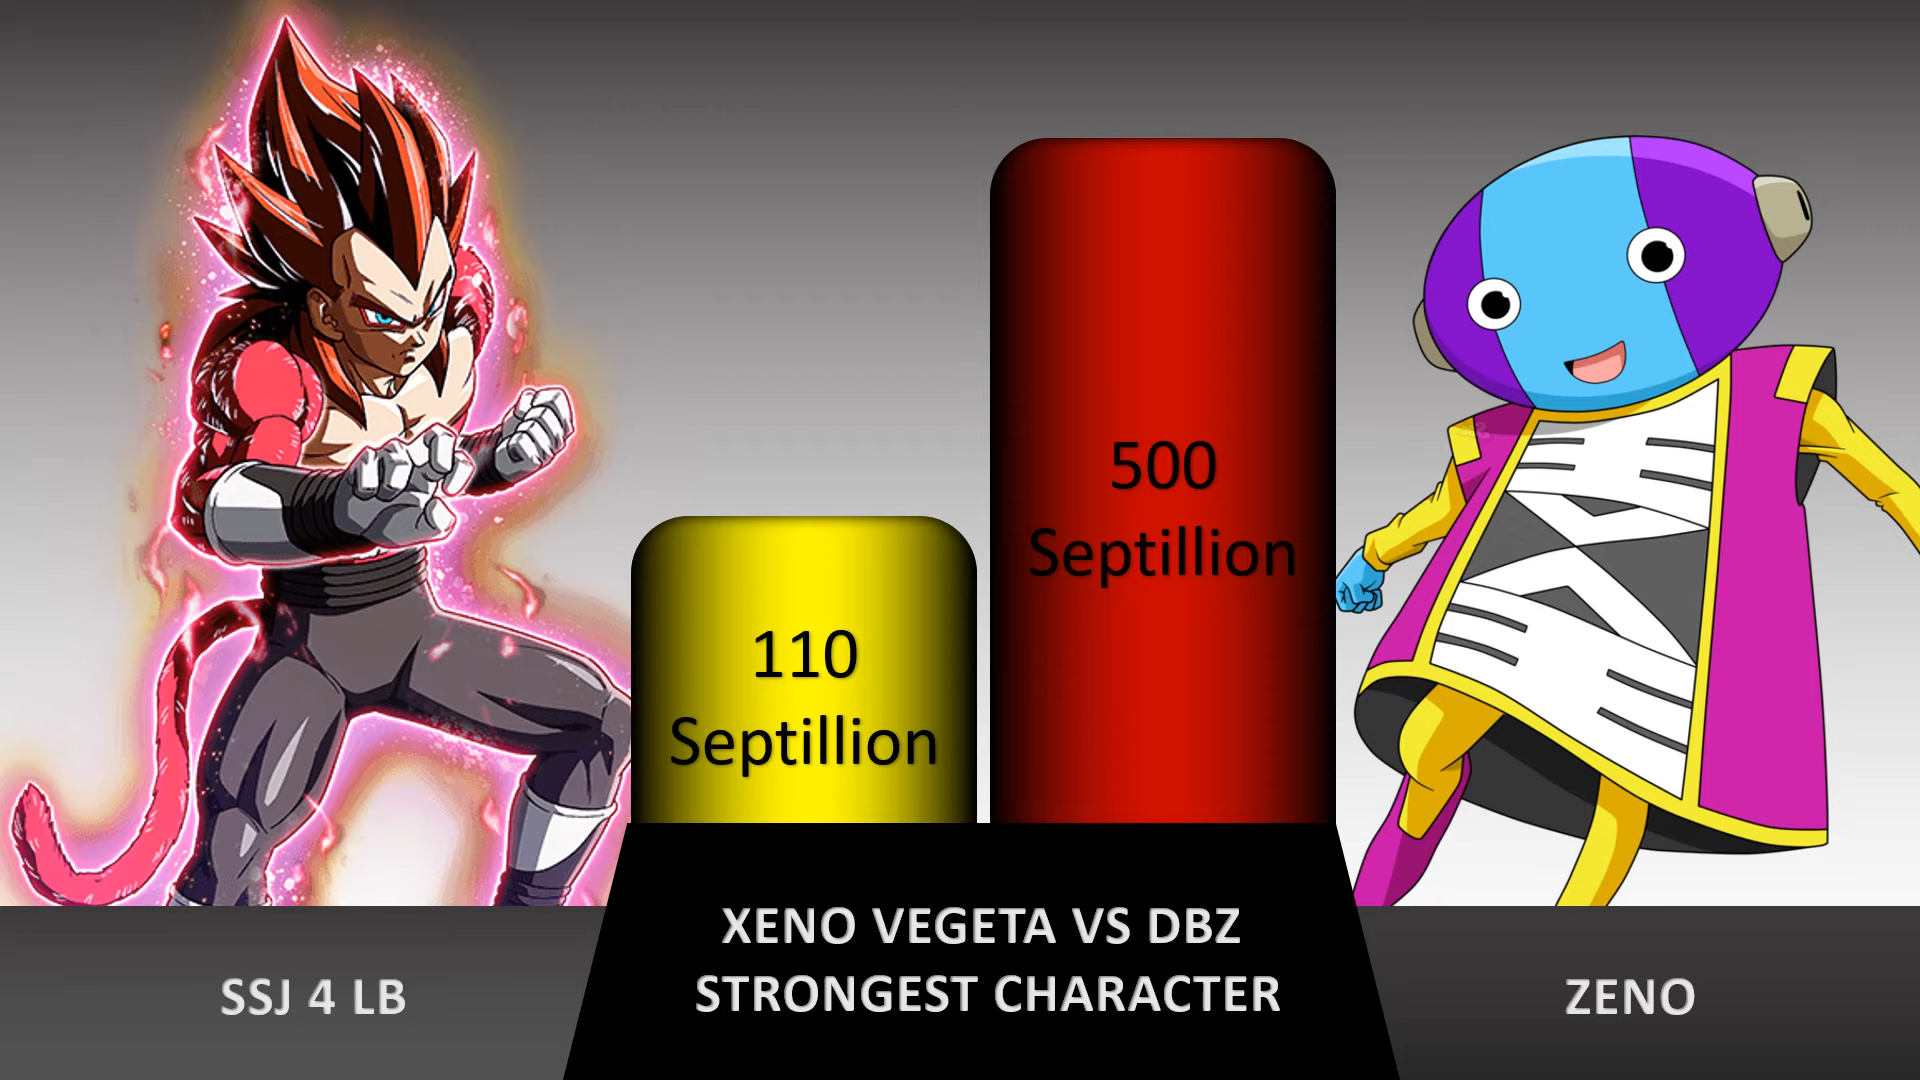 110
Septillion
500
Septillion
XENO VEGETA VS DBZ
STRONGEST CHARACTER
SSJ 4 LB
ZENO